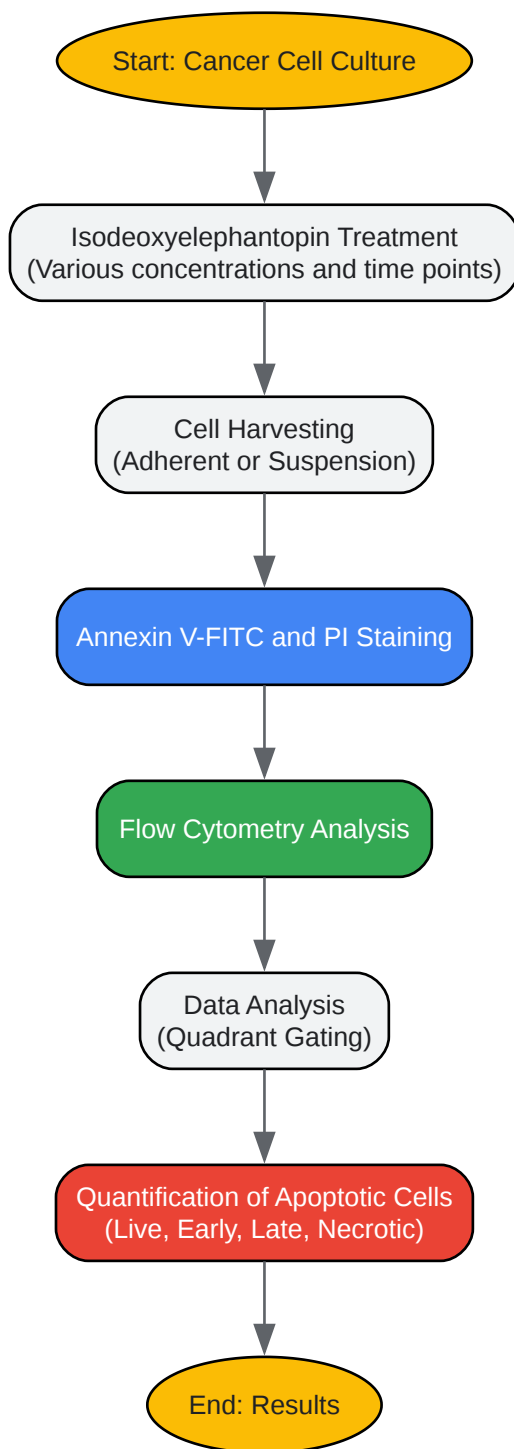 Start: Cancer Cell Culture
Isodeoxyelephantopin Treatment
(Various concentrations and time points)
Cell Harvesting
(Adherent or Suspension)
Annexin V-FITC and PI Staining
Flow Cytometry Analysis
Data Analysis
(Quadrant Gating)
Quantification of Apoptotic Cells
(Live, Early, Late, Necrotic)
End: Results